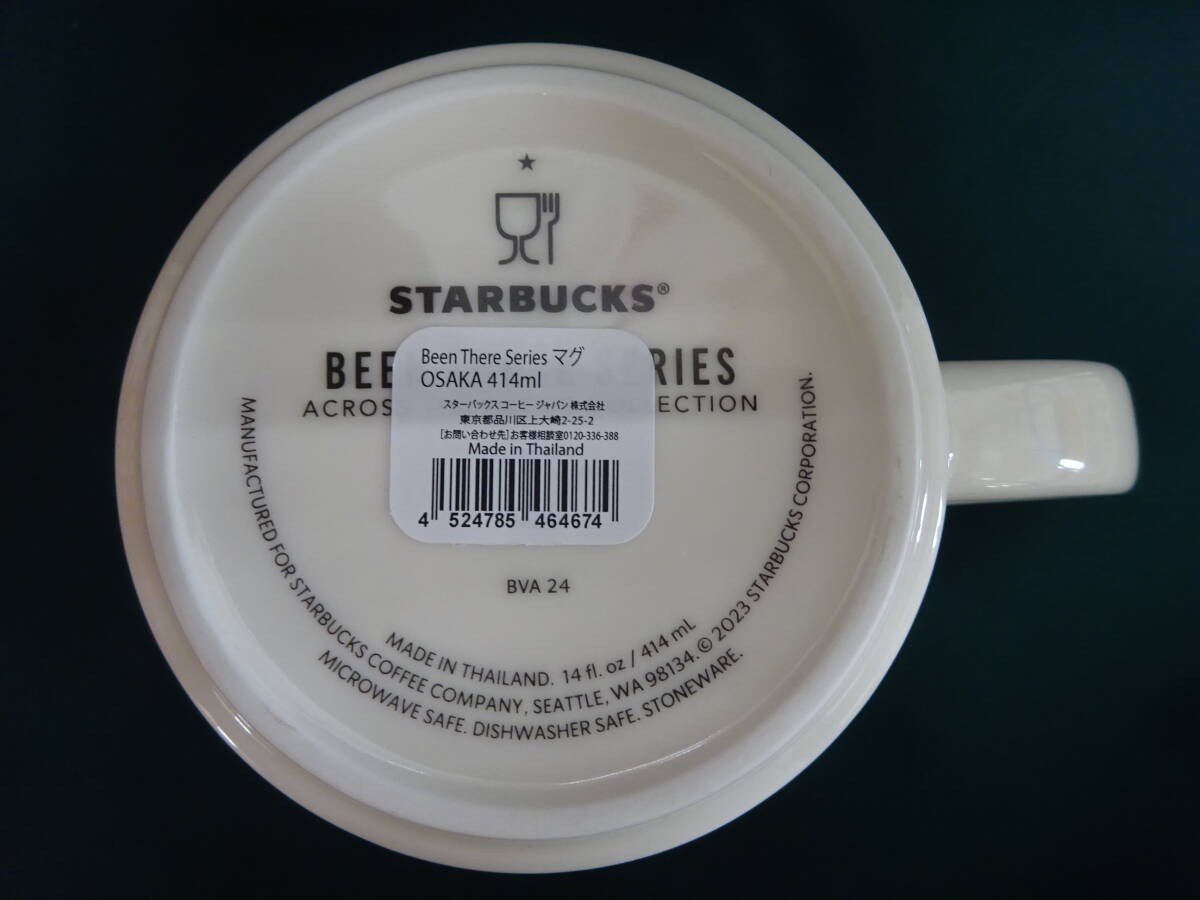 STARBUCKS®
BEE
RIES
ACROS
ECTION
Been There Series マグ
OSAKA 414ml
スターバックス コーヒー ジャパン 株式会社
東京都品川区上大崎2-25-2
[お問い合わせ先]お客様相談室0120-336-388
Made in Thailand
4 524785 464674
BVA 24
MADE IN THAILAND. 14 fl. oz / 414 mL
MANUFACTURED FOR STARBUCKS COFFEE COMPANY, SEATTLE, WA 98134. © 2023 STARBUCKS CORPORATION.
MICROWAVE SAFE. DISHWASHER SAFE. STONEWARE.